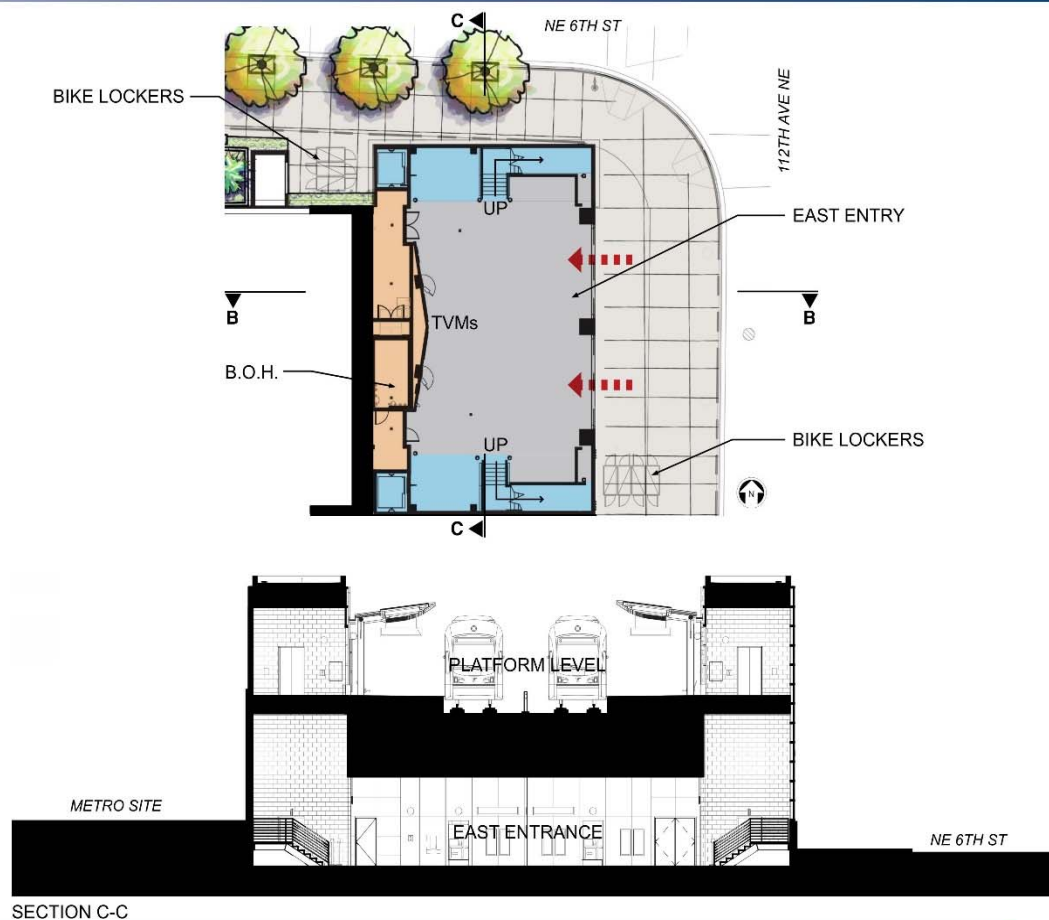 C
NE 6TH ST
BIKE LOCKERS
112TH AVE NE
UP
EAST ENTRY
B
B
TVMs
B.O.H.
UP
BIKE LOCKERS
N
C
PLATFORM LEVEL
METRO SITE
EAST ENTRANCE
NE 6TH ST
SECTION C-C